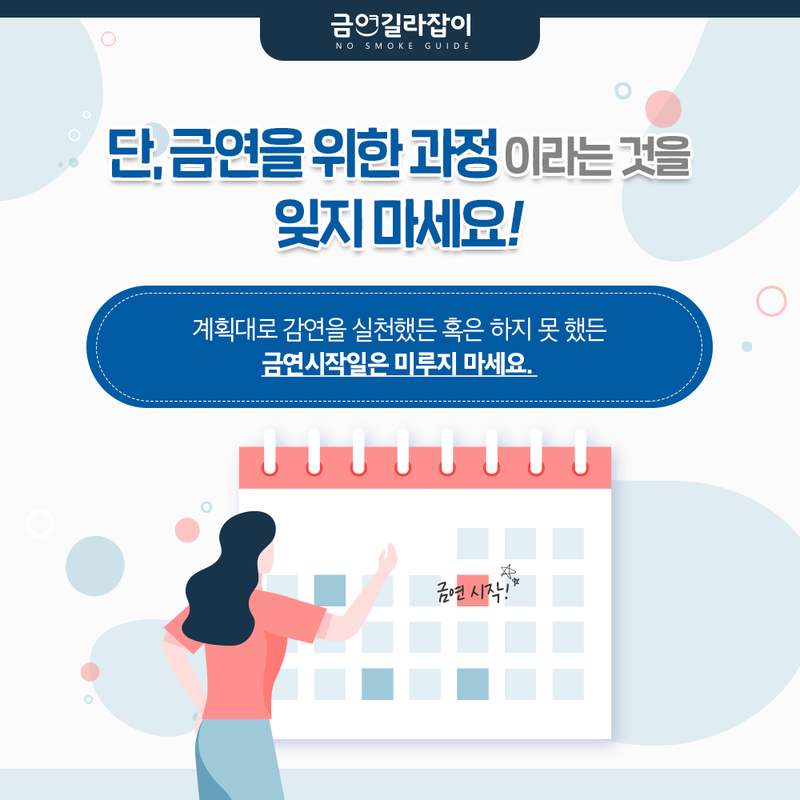 금연길라잡이
NO SMOKE GUIDE
단, 금연을 위한 과정 이라는 것을
잊지 마세요!
계획대로 감연을 실천했든 혹은 하지 못 했든
금연시작일은 미루지 마세요.
금연 시작!